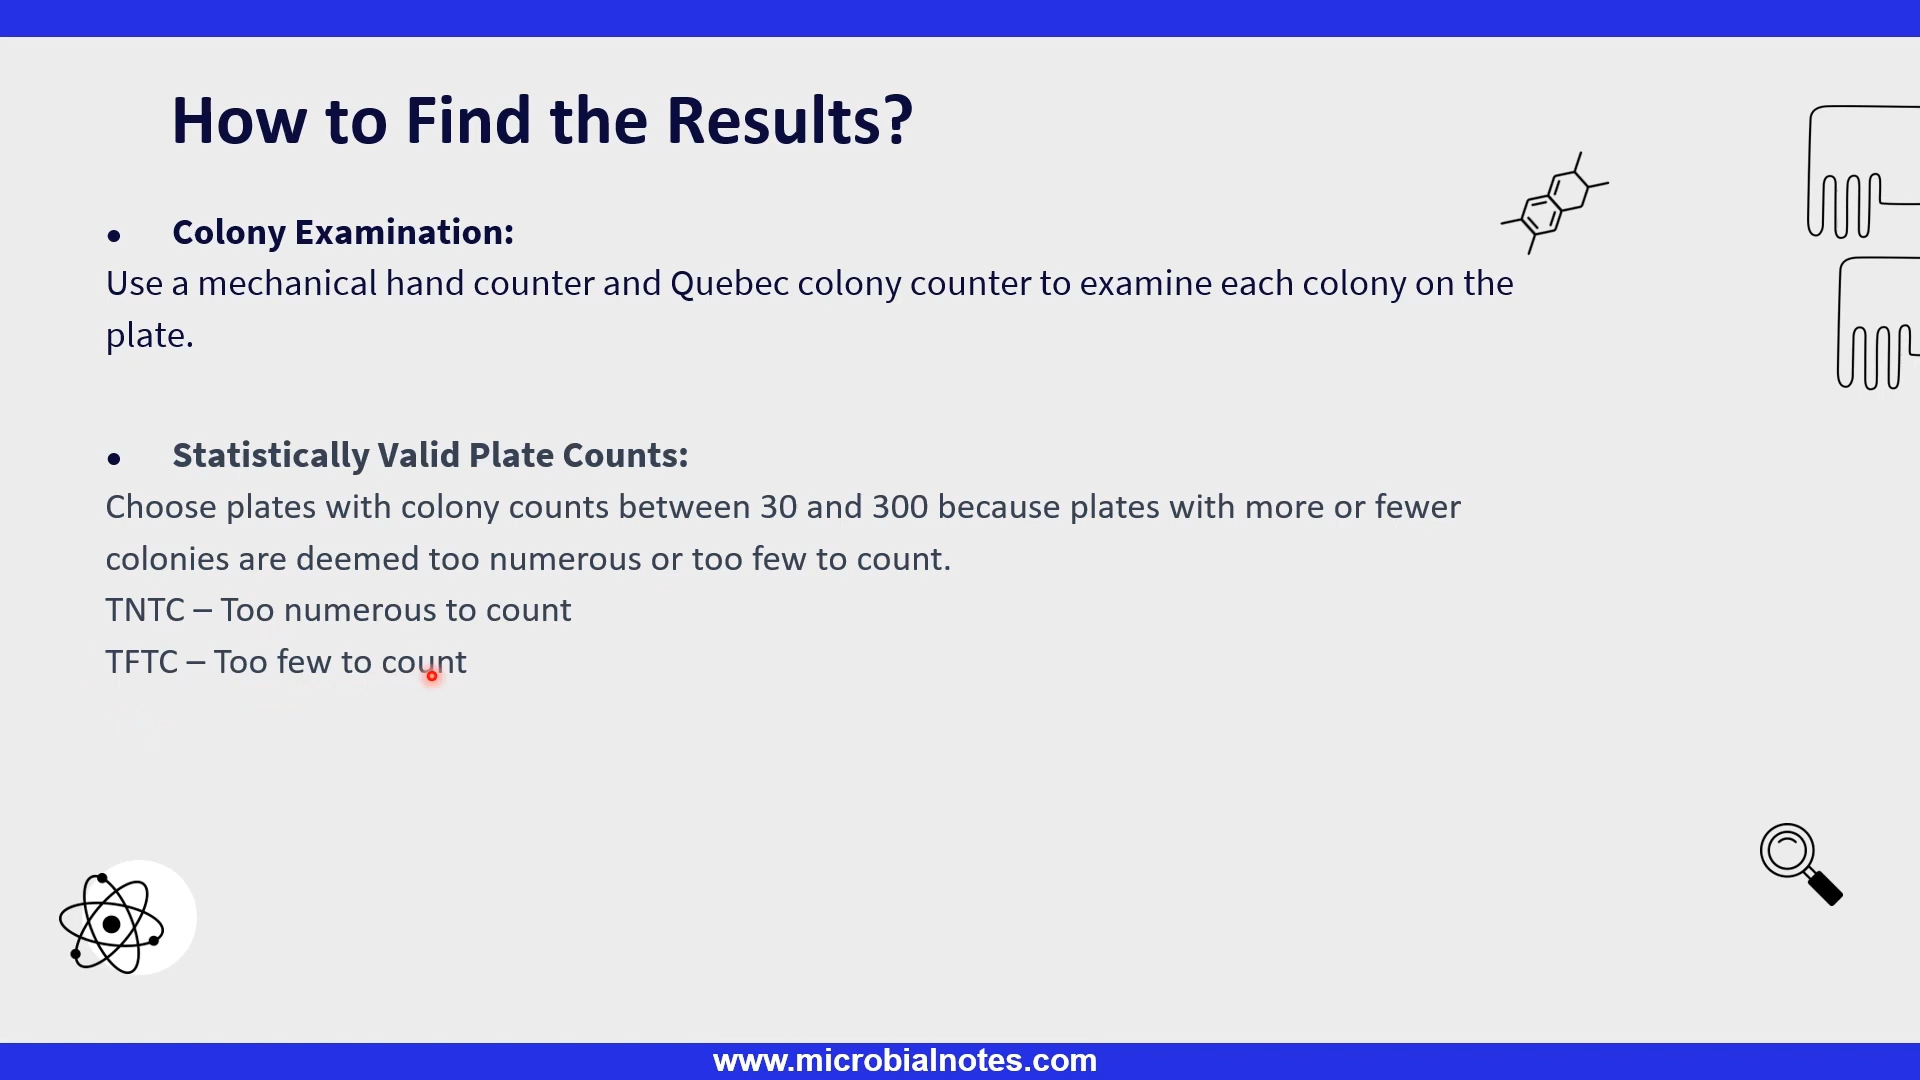 How to Find the Results?
● Colony Examination:
Use a mechanical hand counter and Quebec colony counter to examine each colony on the
plate.
● Statistically Valid Plate Counts:
Choose plates with colony counts between 30 and 300 because plates with more or fewer
colonies are deemed too numerous or too few to count.
TNTC – Too numerous to count
TFTC – Too few to count
www.microbialnotes.com